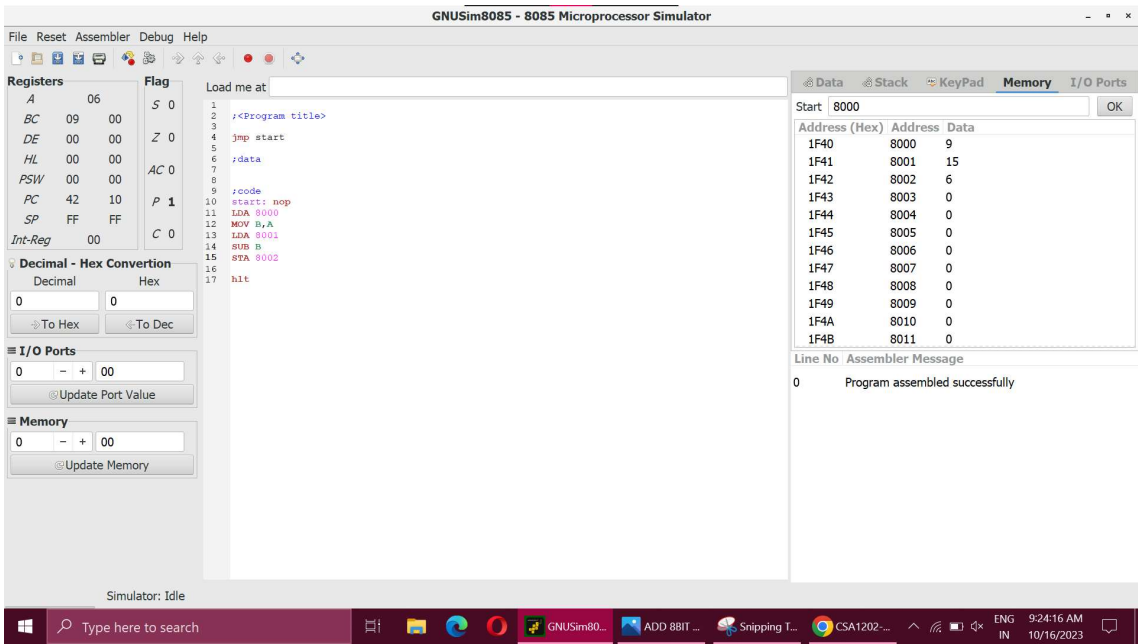 GNUSim8085 - 8085 Microprocessor Simulator
File Reset Assembler Debug Help
Registers
A 06
BC 09 00
DE 00 00
HL 00 00
PSW 00 00
PC 42 10
SP FF FF
Int-Reg 00
Flag
S 0
Z 0
AC 0
P 1
C 0
Decimal - Hex Convertion
Decimal Hex
0 0
To Hex To Dec
I/O Ports
0 - + 00
Update Port Value
Memory
0 - + 00
Update Memory
Load me at
1
2 ;<Program title>
3
4 jmp start
5
6 ;data
7
8
9 ;code
10 start: nop
11 LDA 8000
12 MOV B,A
13 LDA 8001
14 SUB B
15 STA 8002
16
17 hlt
Data Stack KeyPad Memory I/O Ports
Start 8000 OK
Address (Hex) Address Data
1F40 8000 9
1F41 8001 15
1F42 8002 6
1F43 8003 0
1F44 8004 0
1F45 8005 0
1F46 8006 0
1F47 8007 0
1F48 8008 0
1F49 8009 0
1F4A 8010 0
1F4B 8011 0
Line No Assembler Message
0 Program assembled successfully
Simulator: Idle
Type here to search
GNUSim80...
ADD 8BIT ...
Snipping T...
CSA1202-...
ENG
IN
9:24:16 AM
10/16/2023